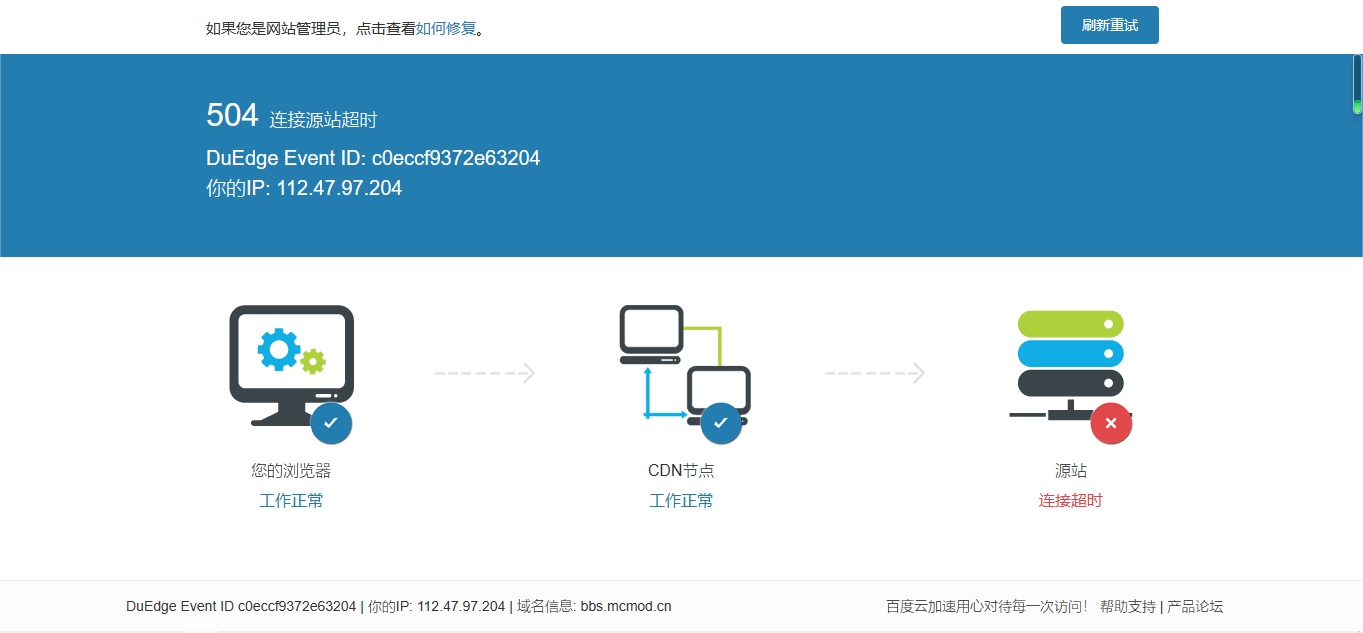 如果您是网站管理员，点击查看如何修复。
刷新重试
504 连接源站超时
DuEdge Event ID: c0eccf9372e63204
你的IP: 112.47.97.204
您的浏览器
工作正常
CDN节点
工作正常
源站
连接超时
DuEdge Event ID c0eccf9372e63204 | 你的IP: 112.47.97.204 | 域名信息: bbs.mcmod.cn
百度云加速用心对待每一次访问！ 帮助支持 | 产品论坛